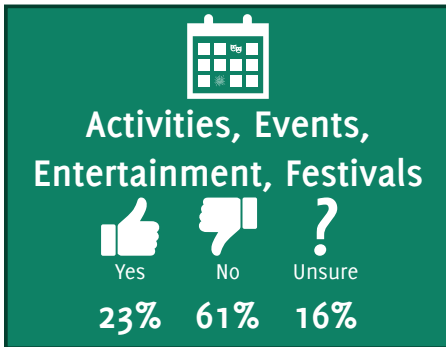 Activities, Events,
Entertainment, Festivals
?
Yes No Unsure
23% 61% 16%